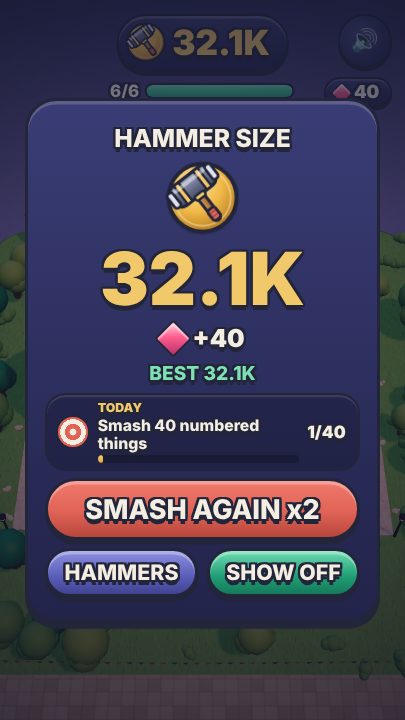 32.1K
6/6
40
HAMMER SIZE
32.1K
+40
BEST 32.1K
TODAY
Smash 40 numbered
things
1/40
SMASH AGAIN x2
HAMMERS
SHOW OFF